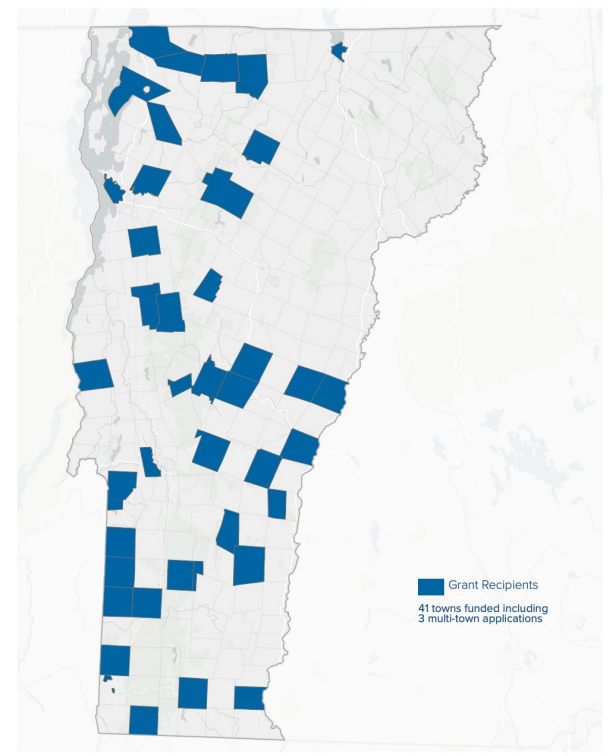 Grant Recipients
41 towns funded including
3 multi-town applications